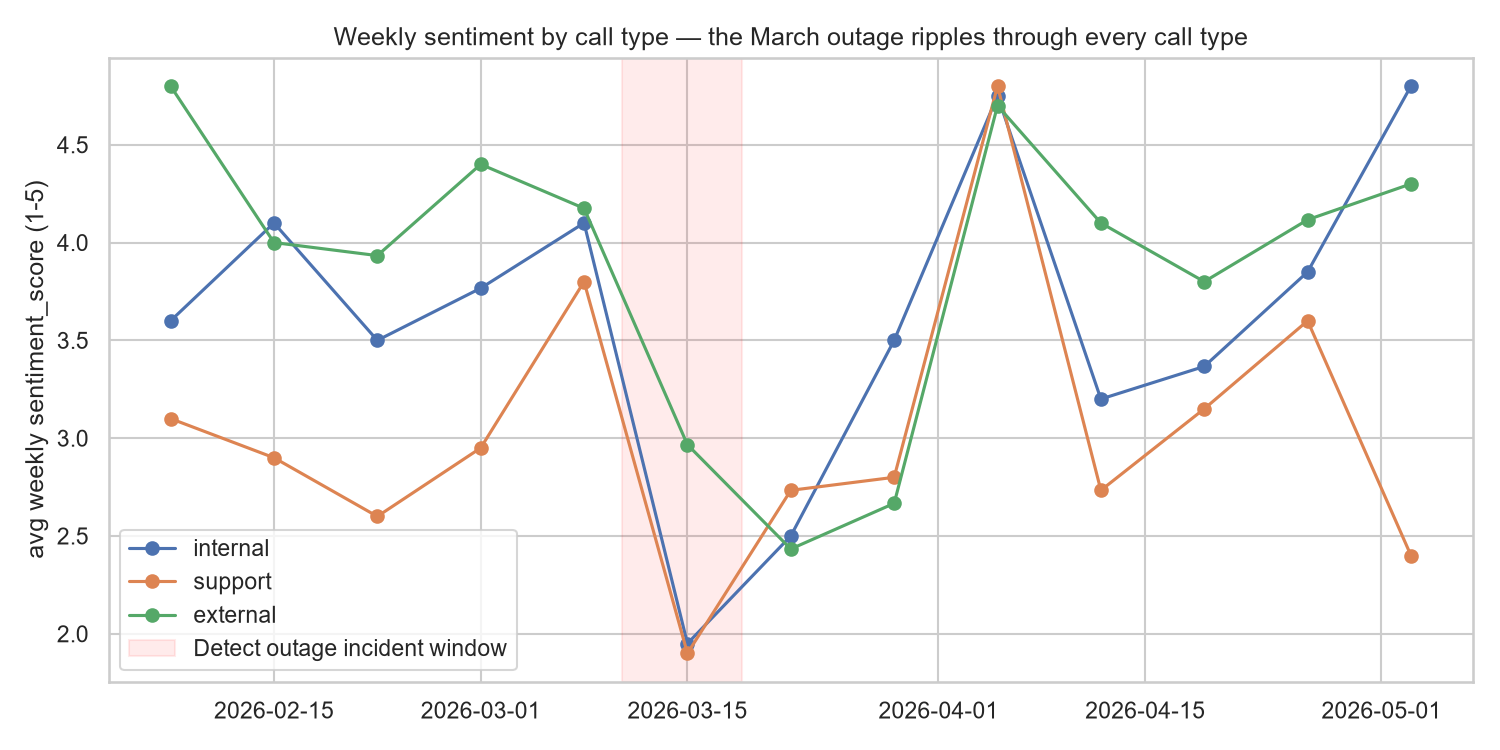 Weekly sentiment by call type — the March outage ripples through every call type
avg weekly sentiment_score (1-5)
4.5
4.0
3.5
3.0
2.5
2.0
internal
support
external
Detect outage incident window
2026-02-15
2026-03-01
2026-03-15
2026-04-01
2026-04-15
2026-05-01